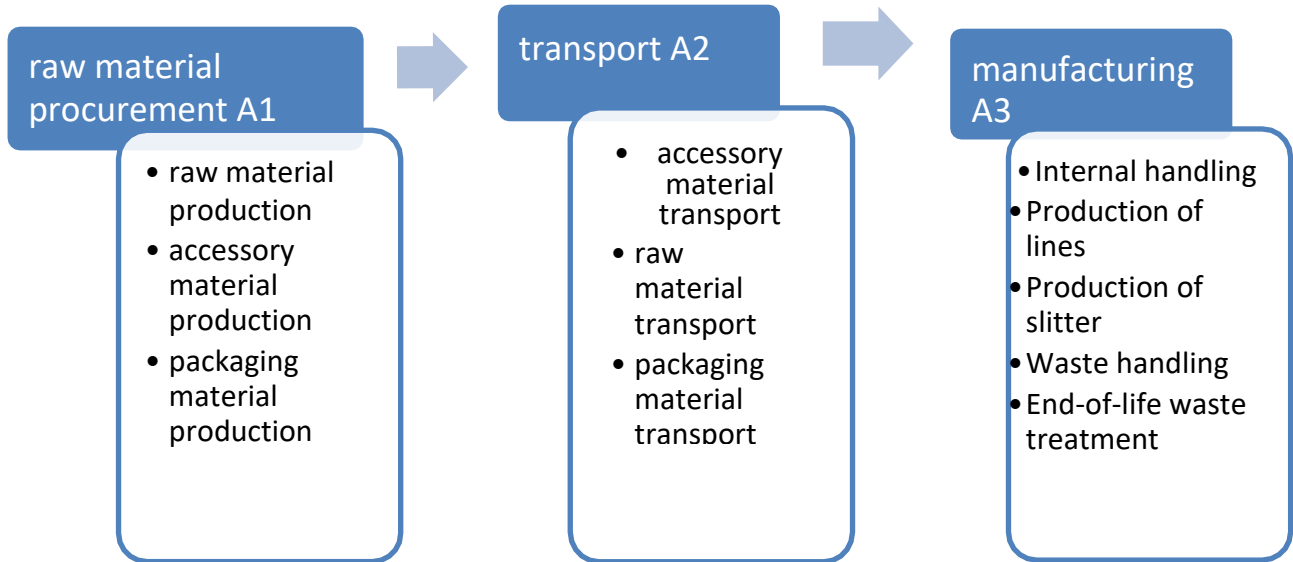 raw material
procurement A1
• raw material
production
• accessory
material
production
• packaging
material
production
transport A2
• accessory
material
transport
• raw
material
transport
• packaging
material
transport
manufacturing
A3
• Internal handling
• Production of
lines
• Production of
slitter
• Waste handling
• End-of-life waste
treatment